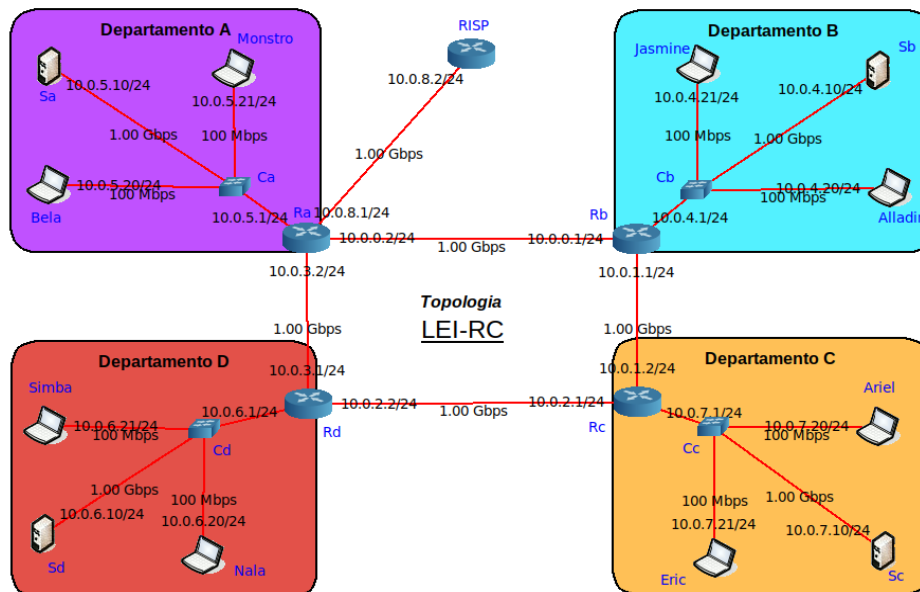 Departamento A
Monstro
10.0.5.10/24
Sa
10.0.5.21/24
1.00 Gbps
100 Mbps
10.0.5.20/24
100 Mbps
Ca
Bela
10.0.5.1/24
Ra
10.0.8.1/24
10.0.0.2/24
10.0.3.2/24
RISP
10.0.8.2/24
1.00 Gbps
1.00 Gbps
Departamento B
Jasmine
Sb
10.0.4.21/24
10.0.4.10/24
100 Mbps
1.00 Gbps
Cb
10.0.4.20/24
100 Mbps
Alladin
10.0.4.1/24
Rb
10.0.0.1/24
10.0.1.1/24
Topologia
LEI-RC
1.00 Gbps
1.00 Gbps
Departamento D
10.0.3.1/24
Simba
10.0.6.1/24
10.0.2.2/24
10.0.6.21/24
100 Mbps
Cd
Rd
1.00 Gbps
1.00 Gbps
100 Mbps
10.0.6.10/24
10.0.6.20/24
Sd
Nala
Departamento C
10.0.1.2/24
Ariel
10.0.2.1/24
10.0.7.1/24
10.0.7.20/24
100 Mbps
Rc
Cc
100 Mbps
1.00 Gbps
10.0.7.21/24
10.0.7.10/24
Eric
Sc